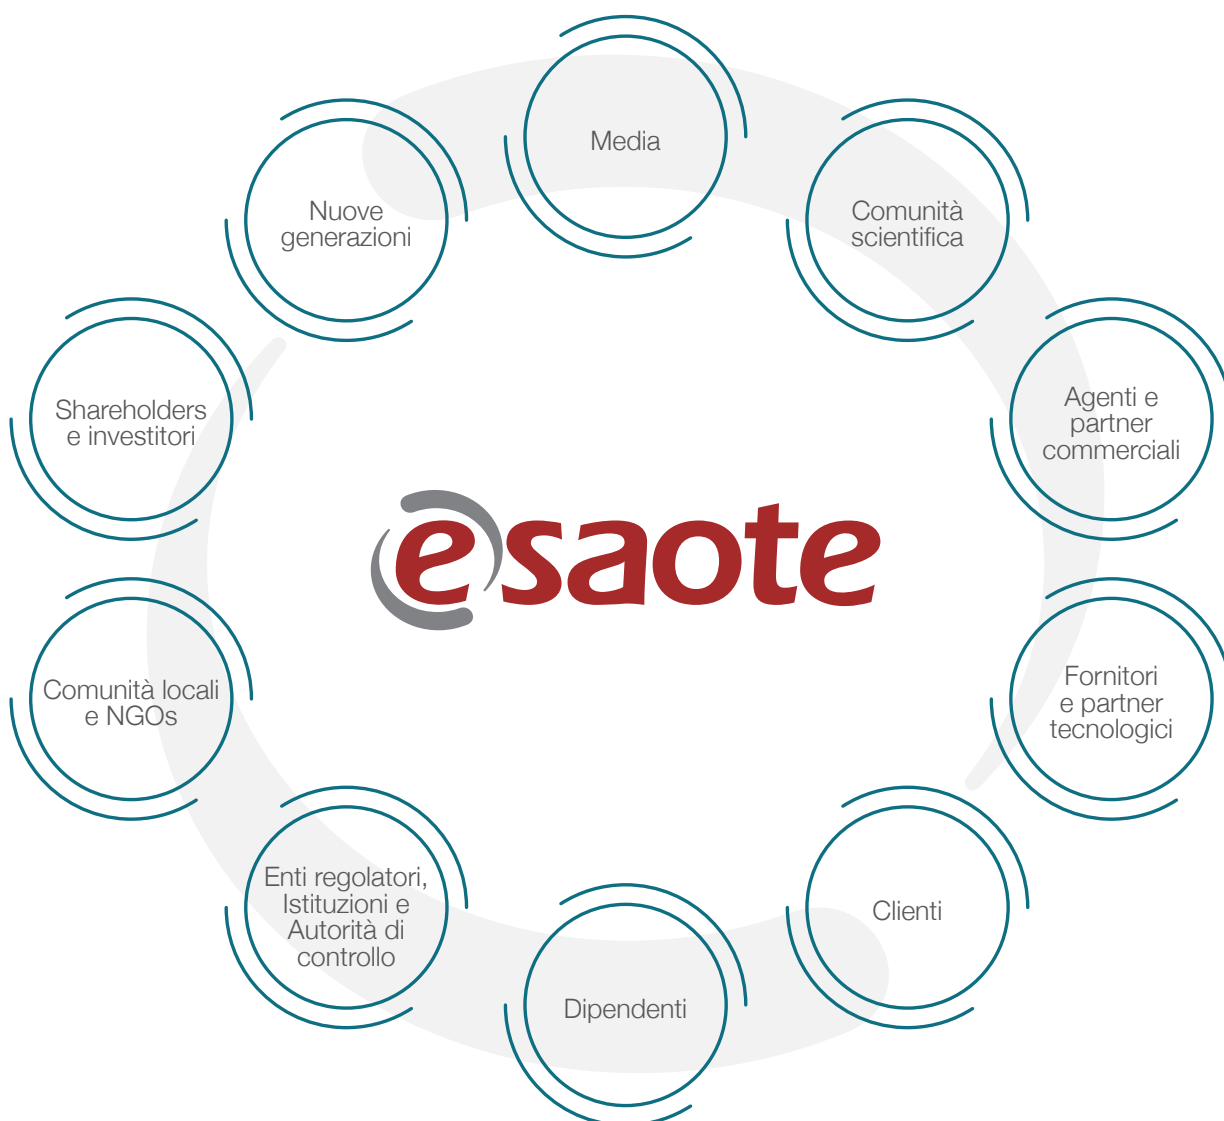 Media
Nuove
generazioni
Comunità
scientifica
Shareholders
e investitori
Agenti e
partner
commerciali
esaote
Comunità locali
e NGOs
Fornitori
e partner
tecnologici
Enti regolatori,
Istituzioni e
Autorità di
controllo
Clienti
Dipendenti